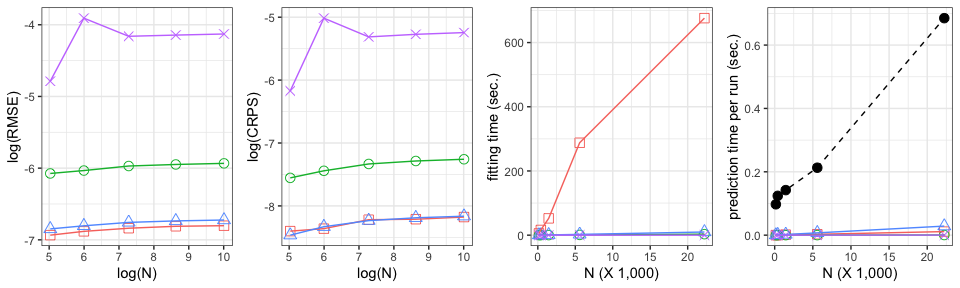 -4
-5
-6
-7
5 6 7 8 9 10
log(N)
log(RMSE)
-5
-6
-7
-8
5 6 7 8 9 10
log(N)
log(CRPS)
600
400
200
0
0 5 10 15 20
N (X 1,000)
fitting time (sec.)
0.6
0.4
0.2
0.0
0 5 10 15 20
N (X 1,000)
prediction time per run (sec.)